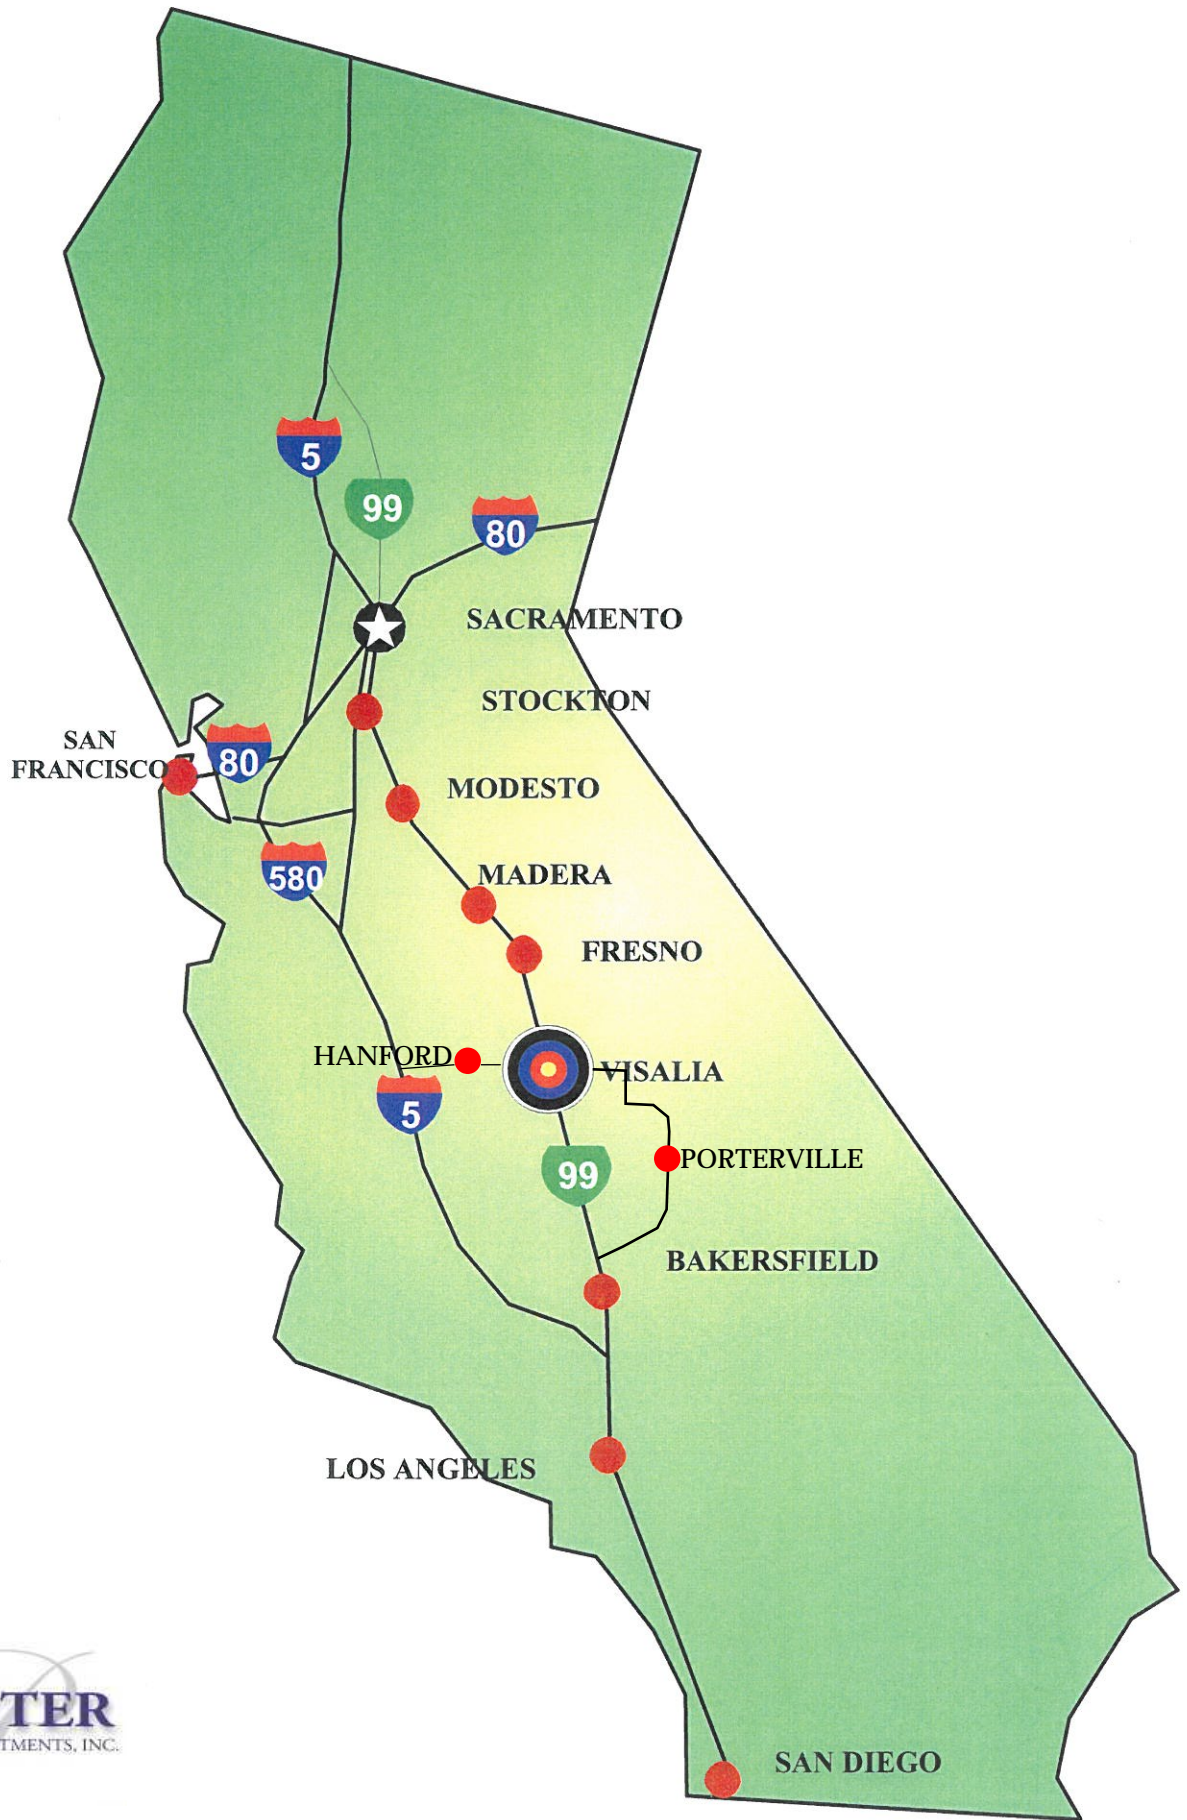 5
99
80
SACRAMENTO
STOCKTON
SAN
FRANCISCO
80
MODESTO
580
MADERA
FRESNO
HANFORD
VISALIA
5
99
PORTERVILLE
BAKERSFIELD
LOS ANGELES
TER
TMENTS, INC.
SAN DIEGO